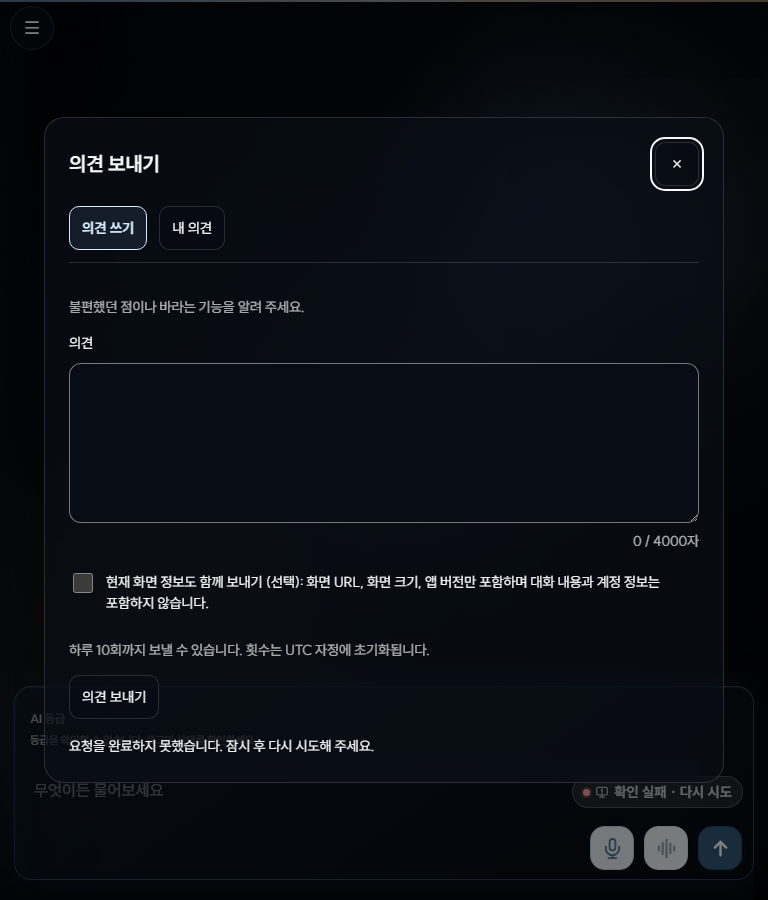 의견 보내기
×
의견 쓰기
내 의견
불편했던 점이나 바라는 기능을 알려 주세요.
의견
0 / 4000자
현재 화면 정보도 함께 보내기 (선택): 화면 URL, 화면 크기, 앱 버전만 포함하며 대화 내용과 계정 정보는
포함하지 않습니다.
하루 10회까지 보낼 수 있습니다. 횟수는 UTC 자정에 초기화됩니다.
의견 보내기
AI 등급
등급을
요청을 완료하지 못했습니다. 잠시 후 다시 시도해 주세요.
무엇이든 물어보세요
확인 실패 · 다시 시도